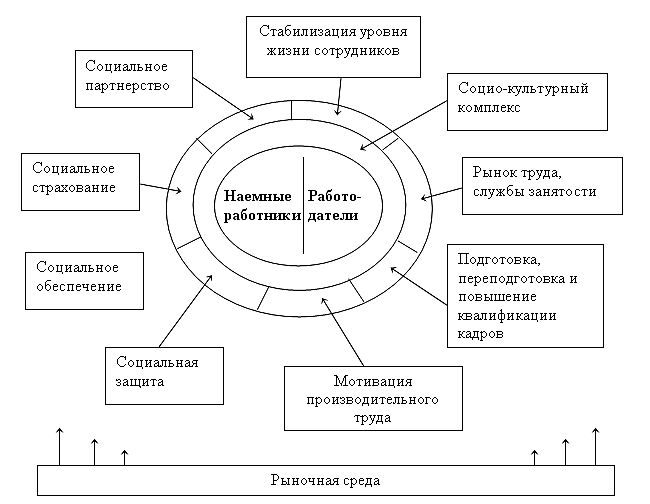 Стабилизация уровня
жизни сотрудников
Социальное
партнерство
Социо-культурный
комплекс
Социальное
страхование
Наемные
работники
Работо-
датели
Рынок труда,
службы занятости
Социальное
обеспечение
Подготовка,
переподготовка и
повышение
квалификации
кадров
Социальная
защита
Мотивация
производительного
труда
Рыночная среда